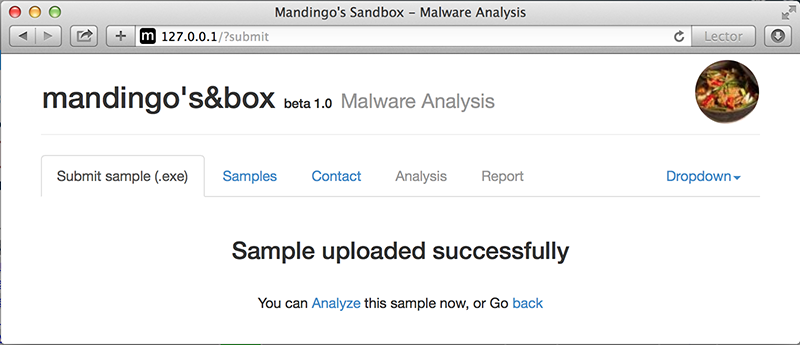 Mandingo's Sandbox – Malware Analysis
m 127.0.0.1/?submit Lector
mandingo's&box beta 1.0 Malware Analysis
Submit sample (.exe) Samples Contact Analysis Report Dropdown
Sample uploaded successfully
You can Analyze this sample now, or Go back